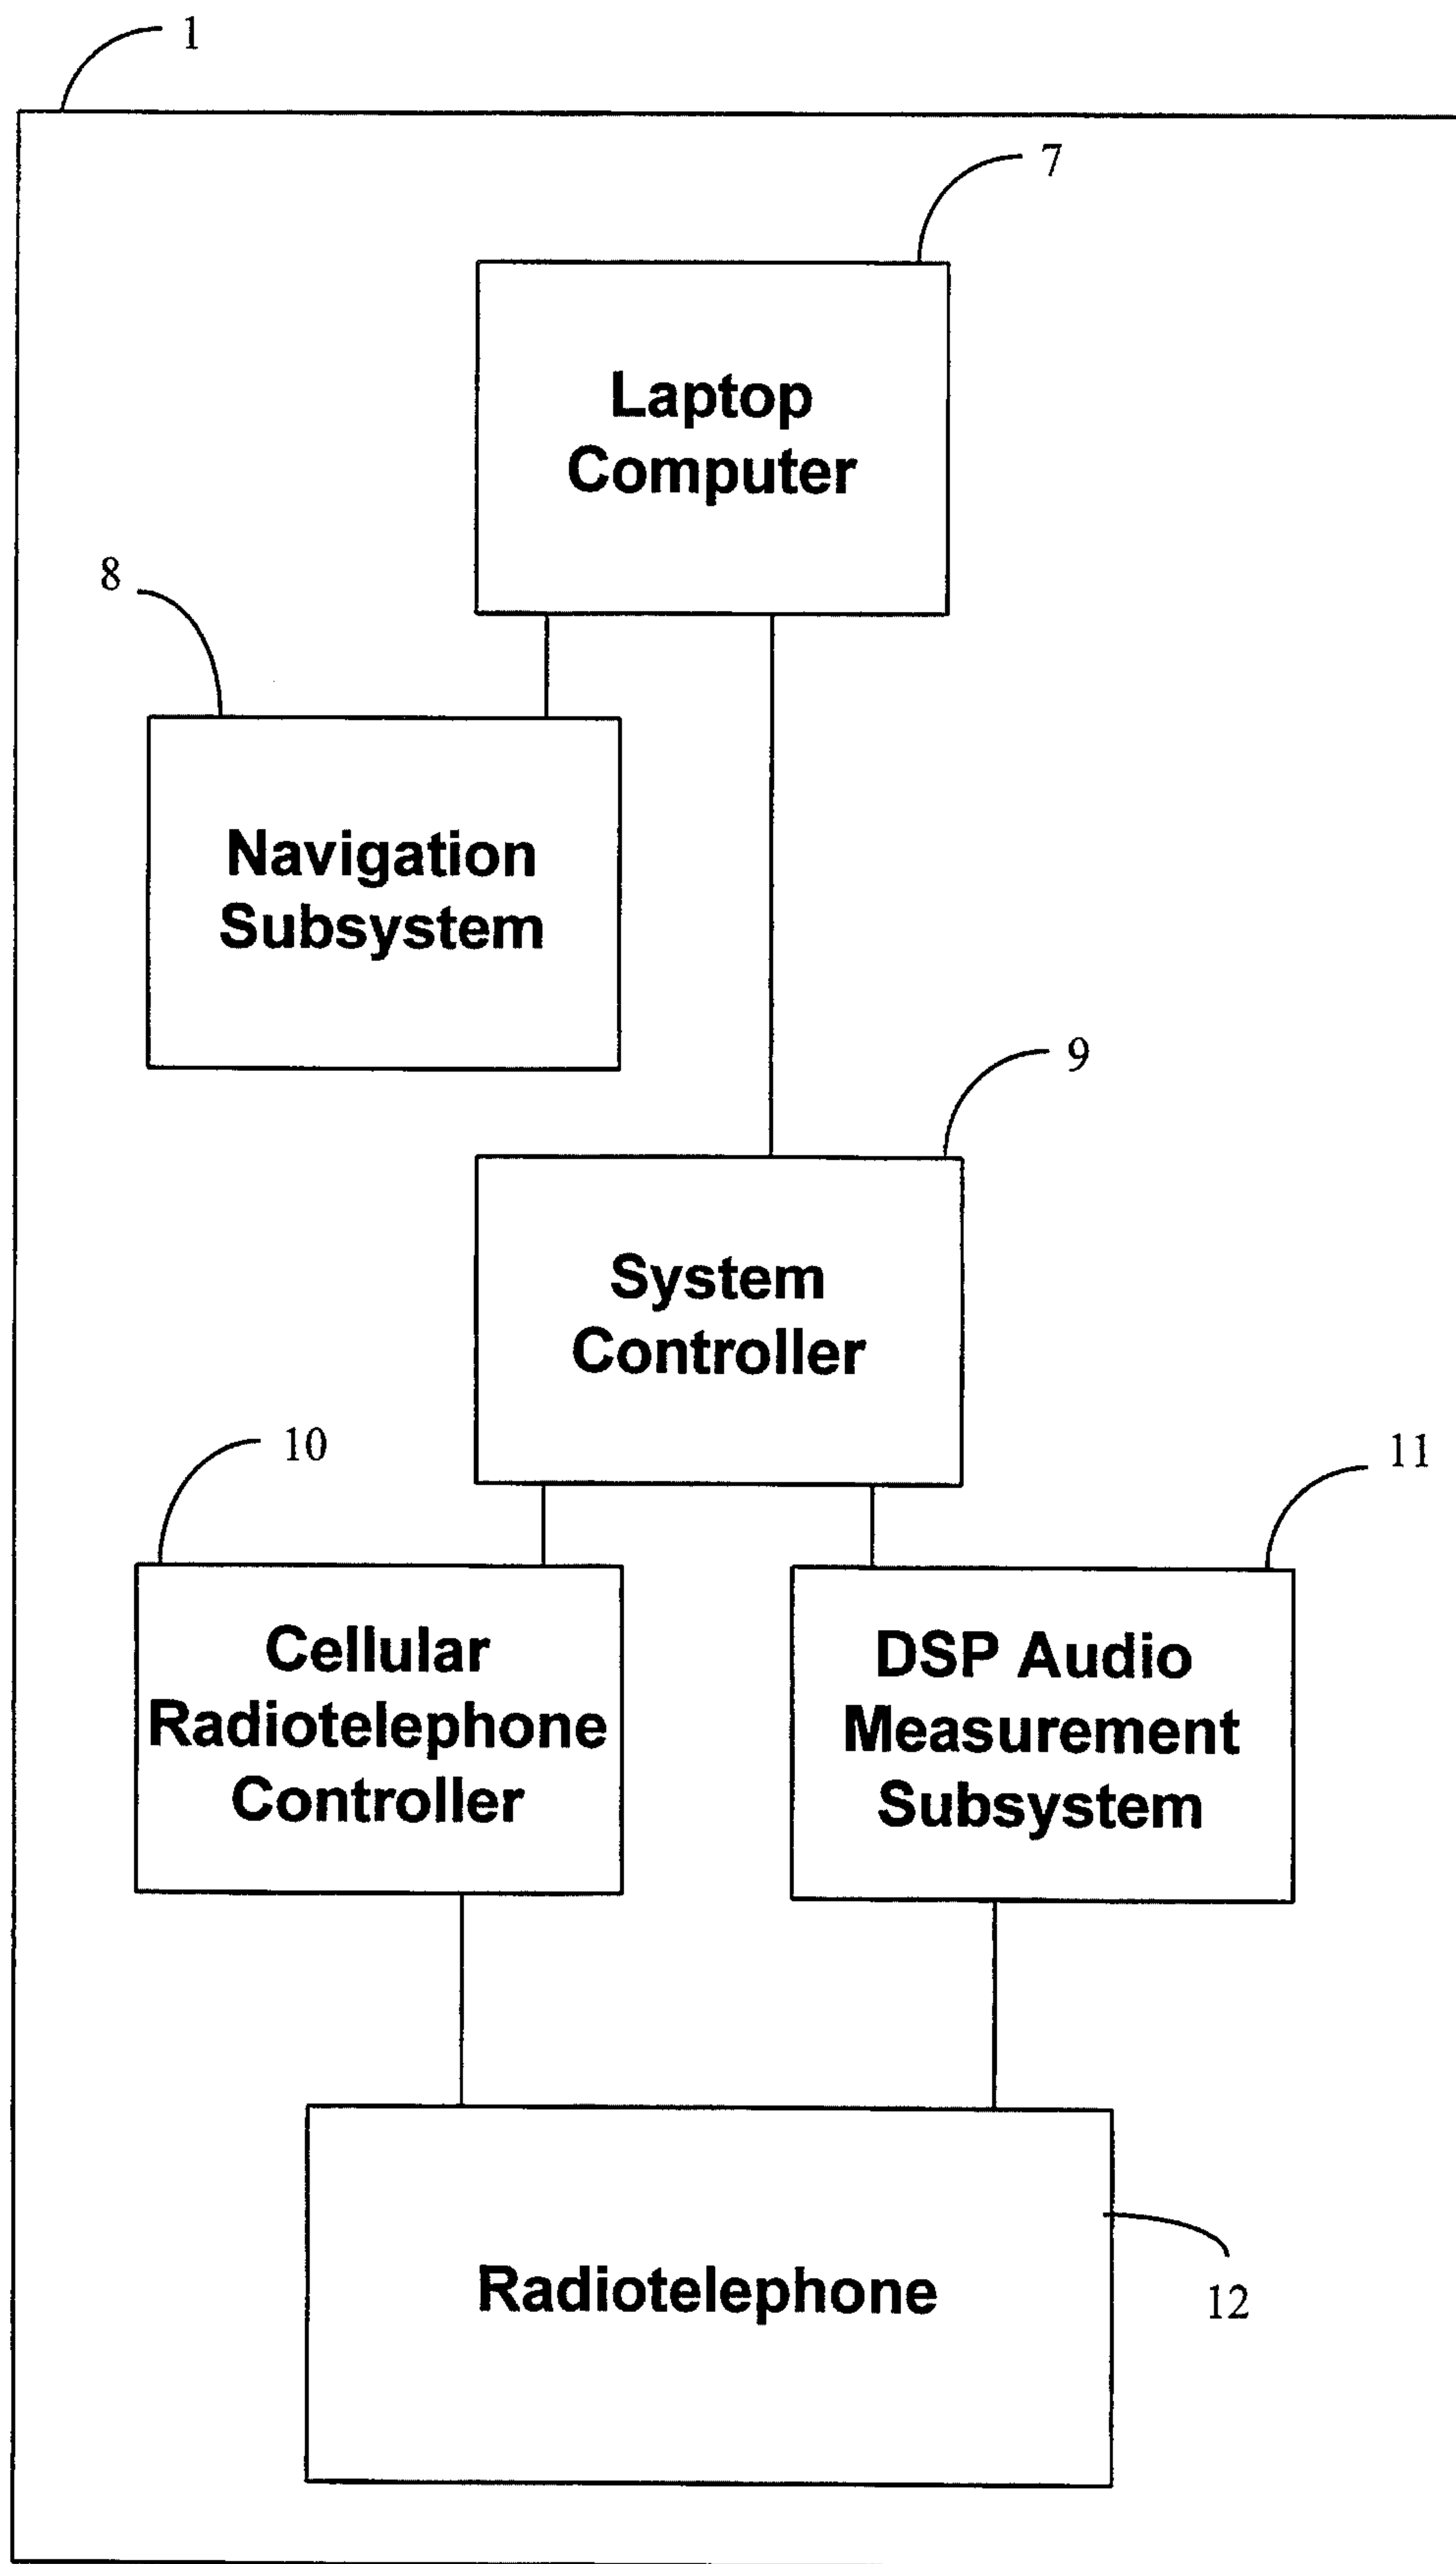 1
7
Laptop
Computer
8
Navigation
Subsystem
9
System
Controller
10
11
Cellular
Radiotelephone
Controller
DSP Audio
Measurement
Subsystem
Radiotelephone
12